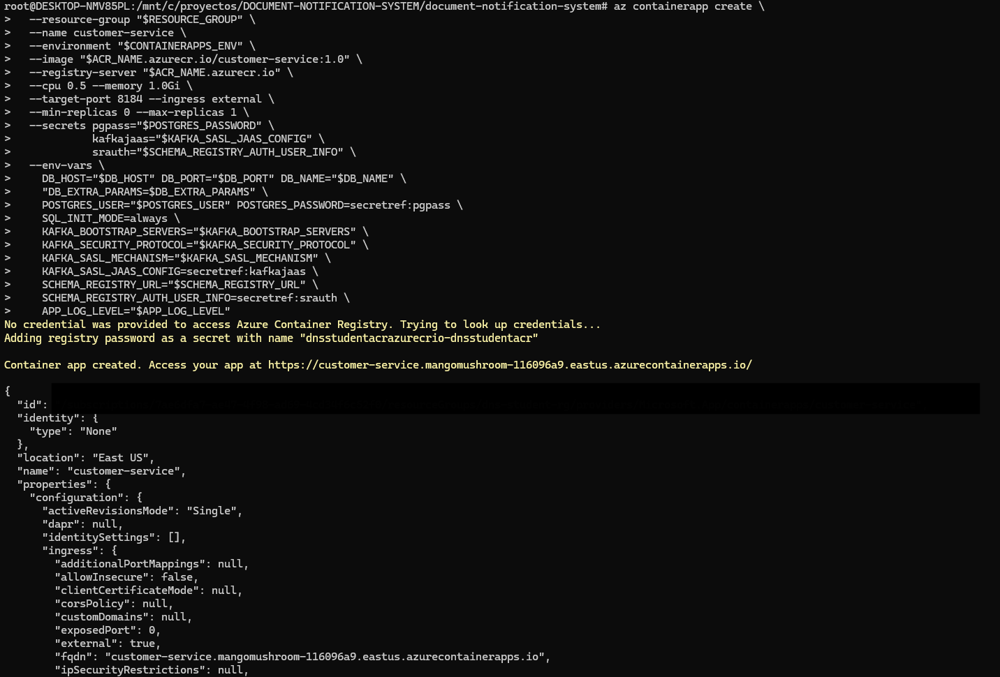 root@DESKTOP-NMV85PL:/mnt/c/proyectos/DOCUMENT-NOTIFICATION-SYSTEM/document-notification-system# az containerapp create \
>   --resource-group "$RESOURCE_GROUP" \
>   --name customer-service \
>   --environment "$CONTAINERAPPS_ENV" \
>   --image "$ACR_NAME.azurecr.io/customer-service:1.0" \
>   --registry-server "$ACR_NAME.azurecr.io" \
>   --cpu 0.5 --memory 1.0Gi \
>   --target-port 8184 --ingress external \
>   --min-replicas 0 --max-replicas 1 \
>   --secrets pgpass="$POSTGRES_PASSWORD" \
>             kafkajaas="$KAFKA_SASL_JAAS_CONFIG" \
>             srauth="$SCHEMA_REGISTRY_AUTH_USER_INFO" \
>   --env-vars \
>     DB_HOST="$DB_HOST" DB_PORT="$DB_PORT" DB_NAME="$DB_NAME" \
>     "DB_EXTRA_PARAMS=$DB_EXTRA_PARAMS" \
>     POSTGRES_USER="$POSTGRES_USER" POSTGRES_PASSWORD=secretref:pgpass \
>     SQL_INIT_MODE=always \
>     KAFKA_BOOTSTRAP_SERVERS="$KAFKA_BOOTSTRAP_SERVERS" \
>     KAFKA_SECURITY_PROTOCOL="$KAFKA_SECURITY_PROTOCOL" \
>     KAFKA_SASL_MECHANISM="$KAFKA_SASL_MECHANISM" \
>     KAFKA_SASL_JAAS_CONFIG=secretref:kafkajaas \
>     SCHEMA_REGISTRY_URL="$SCHEMA_REGISTRY_URL" \
>     SCHEMA_REGISTRY_AUTH_USER_INFO=secretref:srauth \
>     APP_LOG_LEVEL="$APP_LOG_LEVEL"
No credential was provided to access Azure Container Registry. Trying to look up credentials...
Adding registry password as a secret with name "dnsstudentacrazurecrio-dnsstudentacr"

Container app created. Access your app at https://customer-service.mangomushroom-116096a9.eastus.azurecontainerapps.io/

{
  "id":
  "identity": {
    "type": "None"
  },
  "location": "East US",
  "name": "customer-service",
  "properties": {
    "configuration": {
      "activeRevisionsMode": "Single",
      "dapr": null,
      "identitySettings": [],
      "ingress": {
        "additionalPortMappings": null,
        "allowInsecure": false,
        "clientCertificateMode": null,
        "corsPolicy": null,
        "customDomains": null,
        "exposedPort": 0,
        "external": true,
        "fqdn": "customer-service.mangomushroom-116096a9.eastus.azurecontainerapps.io",
        "ipSecurityRestrictions": null,